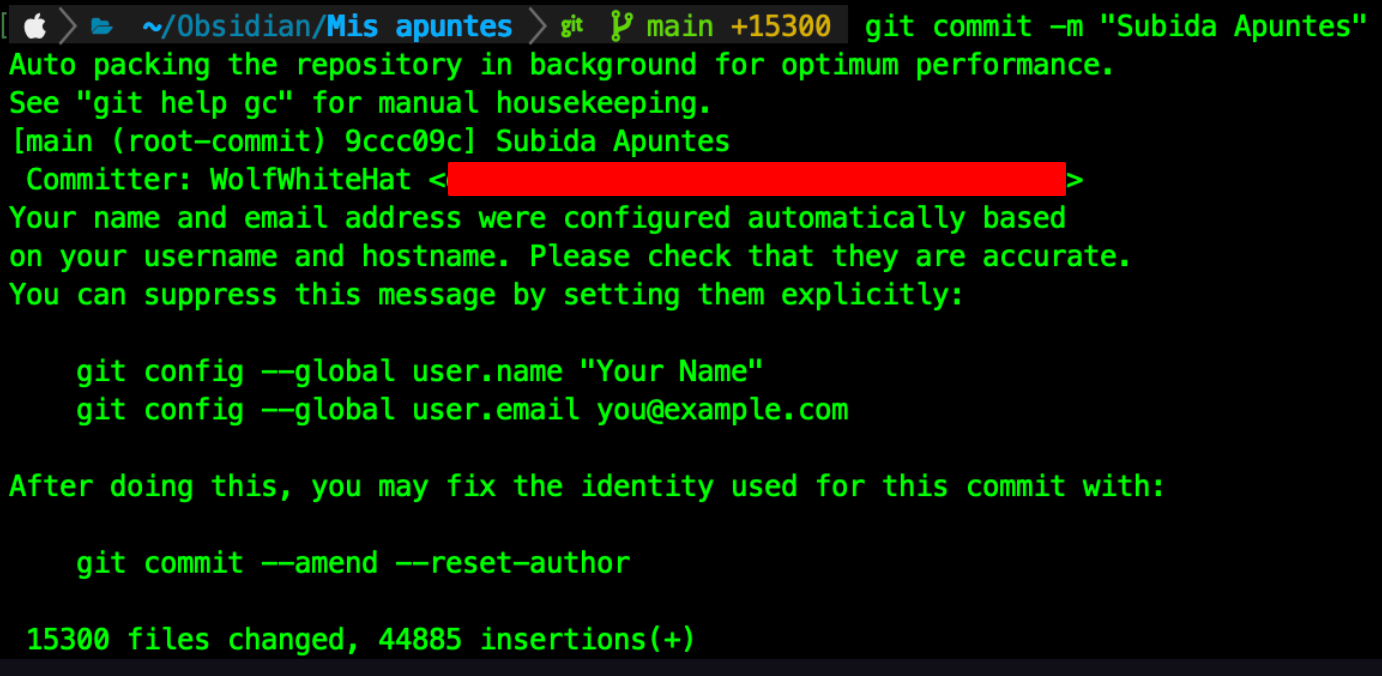 ~/Obsidian/Mis apuntes git main +15300 git commit -m "Subida Apuntes"
Auto packing the repository in background for optimum performance.
See "git help gc" for manual housekeeping.
[main (root-commit) 9ccc09c] Subida Apuntes
Committer: WolfWhiteHat < >
Your name and email address were configured automatically based
on your username and hostname. Please check that they are accurate.
You can suppress this message by setting them explicitly:
git config --global user.name "Your Name"
git config --global user.email you@example.com
After doing this, you may fix the identity used for this commit with:
git commit --amend --reset-author
15300 files changed, 44885 insertions(+)